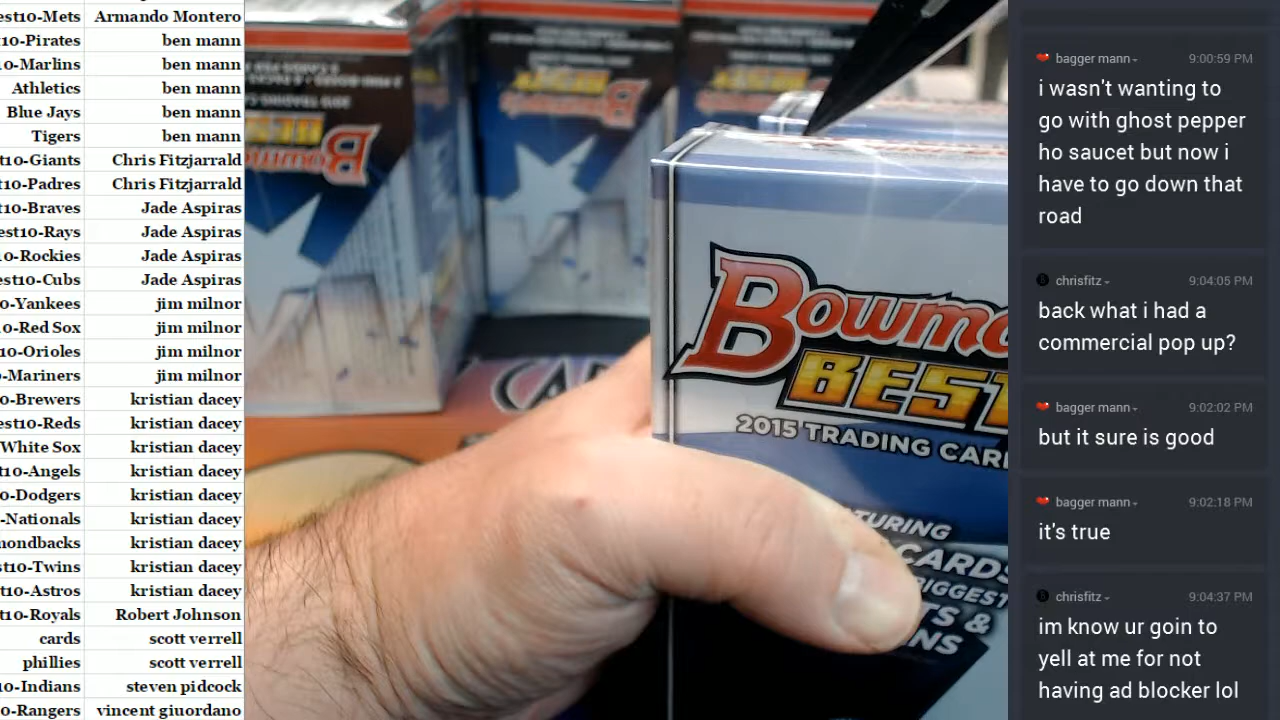 est10-Mets Armando Montero
t10-Pirates ben mann
0-Marlins ben mann
Athletics ben mann
Blue Jays ben mann
Tigers ben mann
t10-Giants Chris Fitzjarrald
t10-Padres Chris Fitzjarrald
t10-Braves Jade Aspiras
est10-Rays Jade Aspiras
10-Rockies Jade Aspiras
est10-Cubs Jade Aspiras
0-Yankees jim milnor
10-Red Sox jim milnor
10-Orioles jim milnor
0-Mariners jim milnor
0-Brewers kristian dacey
est10-Reds kristian dacey
White Sox kristian dacey
t10-Angels kristian dacey
0-Dodgers kristian dacey
-Nationals kristian dacey
mondbacks kristian dacey
st10-Twins kristian dacey
t10-Astros kristian dacey
t10-Royals Robert Johnson
cards scott verrell
phillies scott verrell
10-Indians steven pidcock
0-Rangers vincent giuordano
BEST
Bowman
BEST
Bowma
BEST
2015 TRADING CAR
TURING
CARDS
BIGGEST
TS &
NS
CA
bagger mann 9:00:59 PM
i wasn't wanting to
go with ghost pepper
ho saucet but now i
have to go down that
road
chrisfitz 9:04:05 PM
back what i had a
commercial pop up?
bagger mann 9:02:02 PM
but it sure is good
bagger mann 9:02:18 PM
it's true
chrisfitz 9:04:37 PM
im know ur goin to
yell at me for not
having ad blocker lol